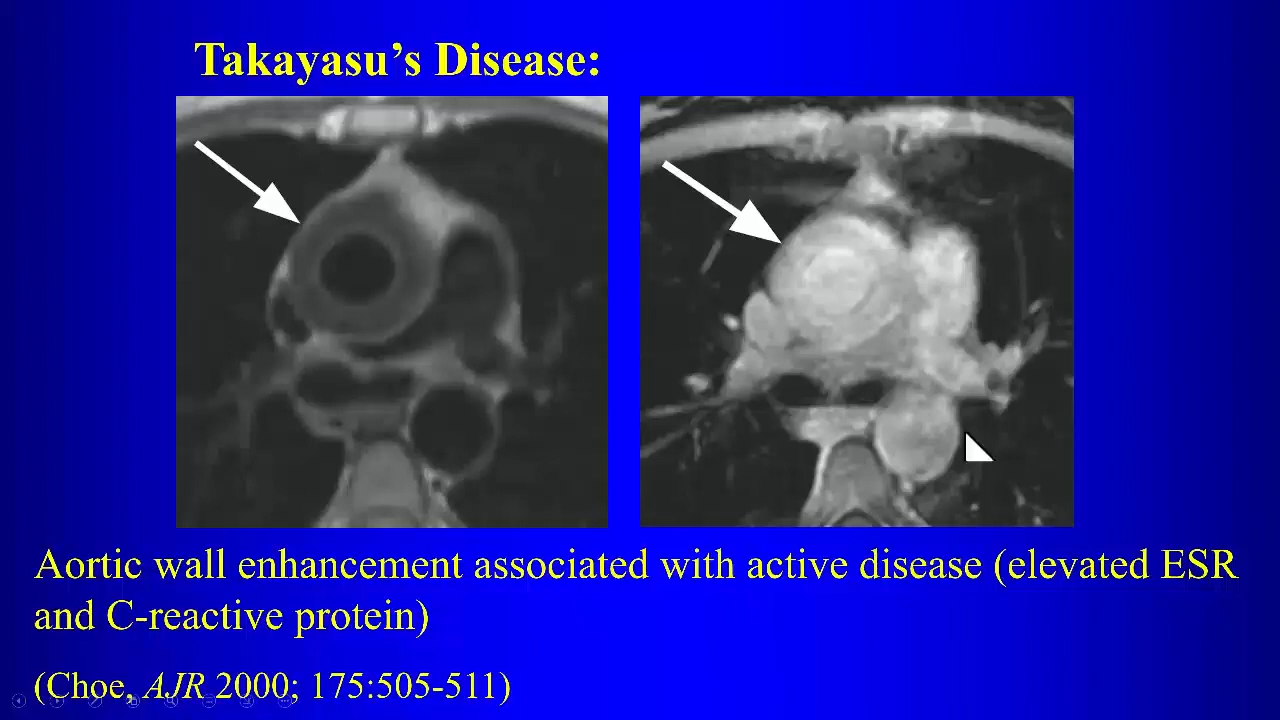 Takayasu’s Disease:
Aortic wall enhancement associated with active disease (elevated ESR
and C-reactive protein)
(Choe, AJR 2000; 175:505-511)